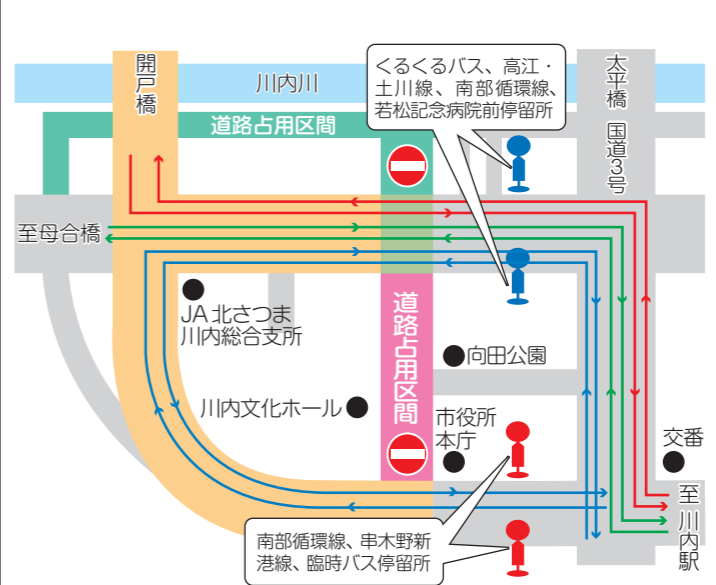 開戸橋
川内川
くるくるバス、高江・
土川線、南部循環線、
若松記念病院前停留所
太平橋 国道3号
道路占用区間
至母合橋
JA北さつま
川内総合支所
道路占用区間
向田公園
川内文化ホール
市役所
本庁
交番
至 川内駅
南部循環線、串木野新
港線、臨時バス停留所